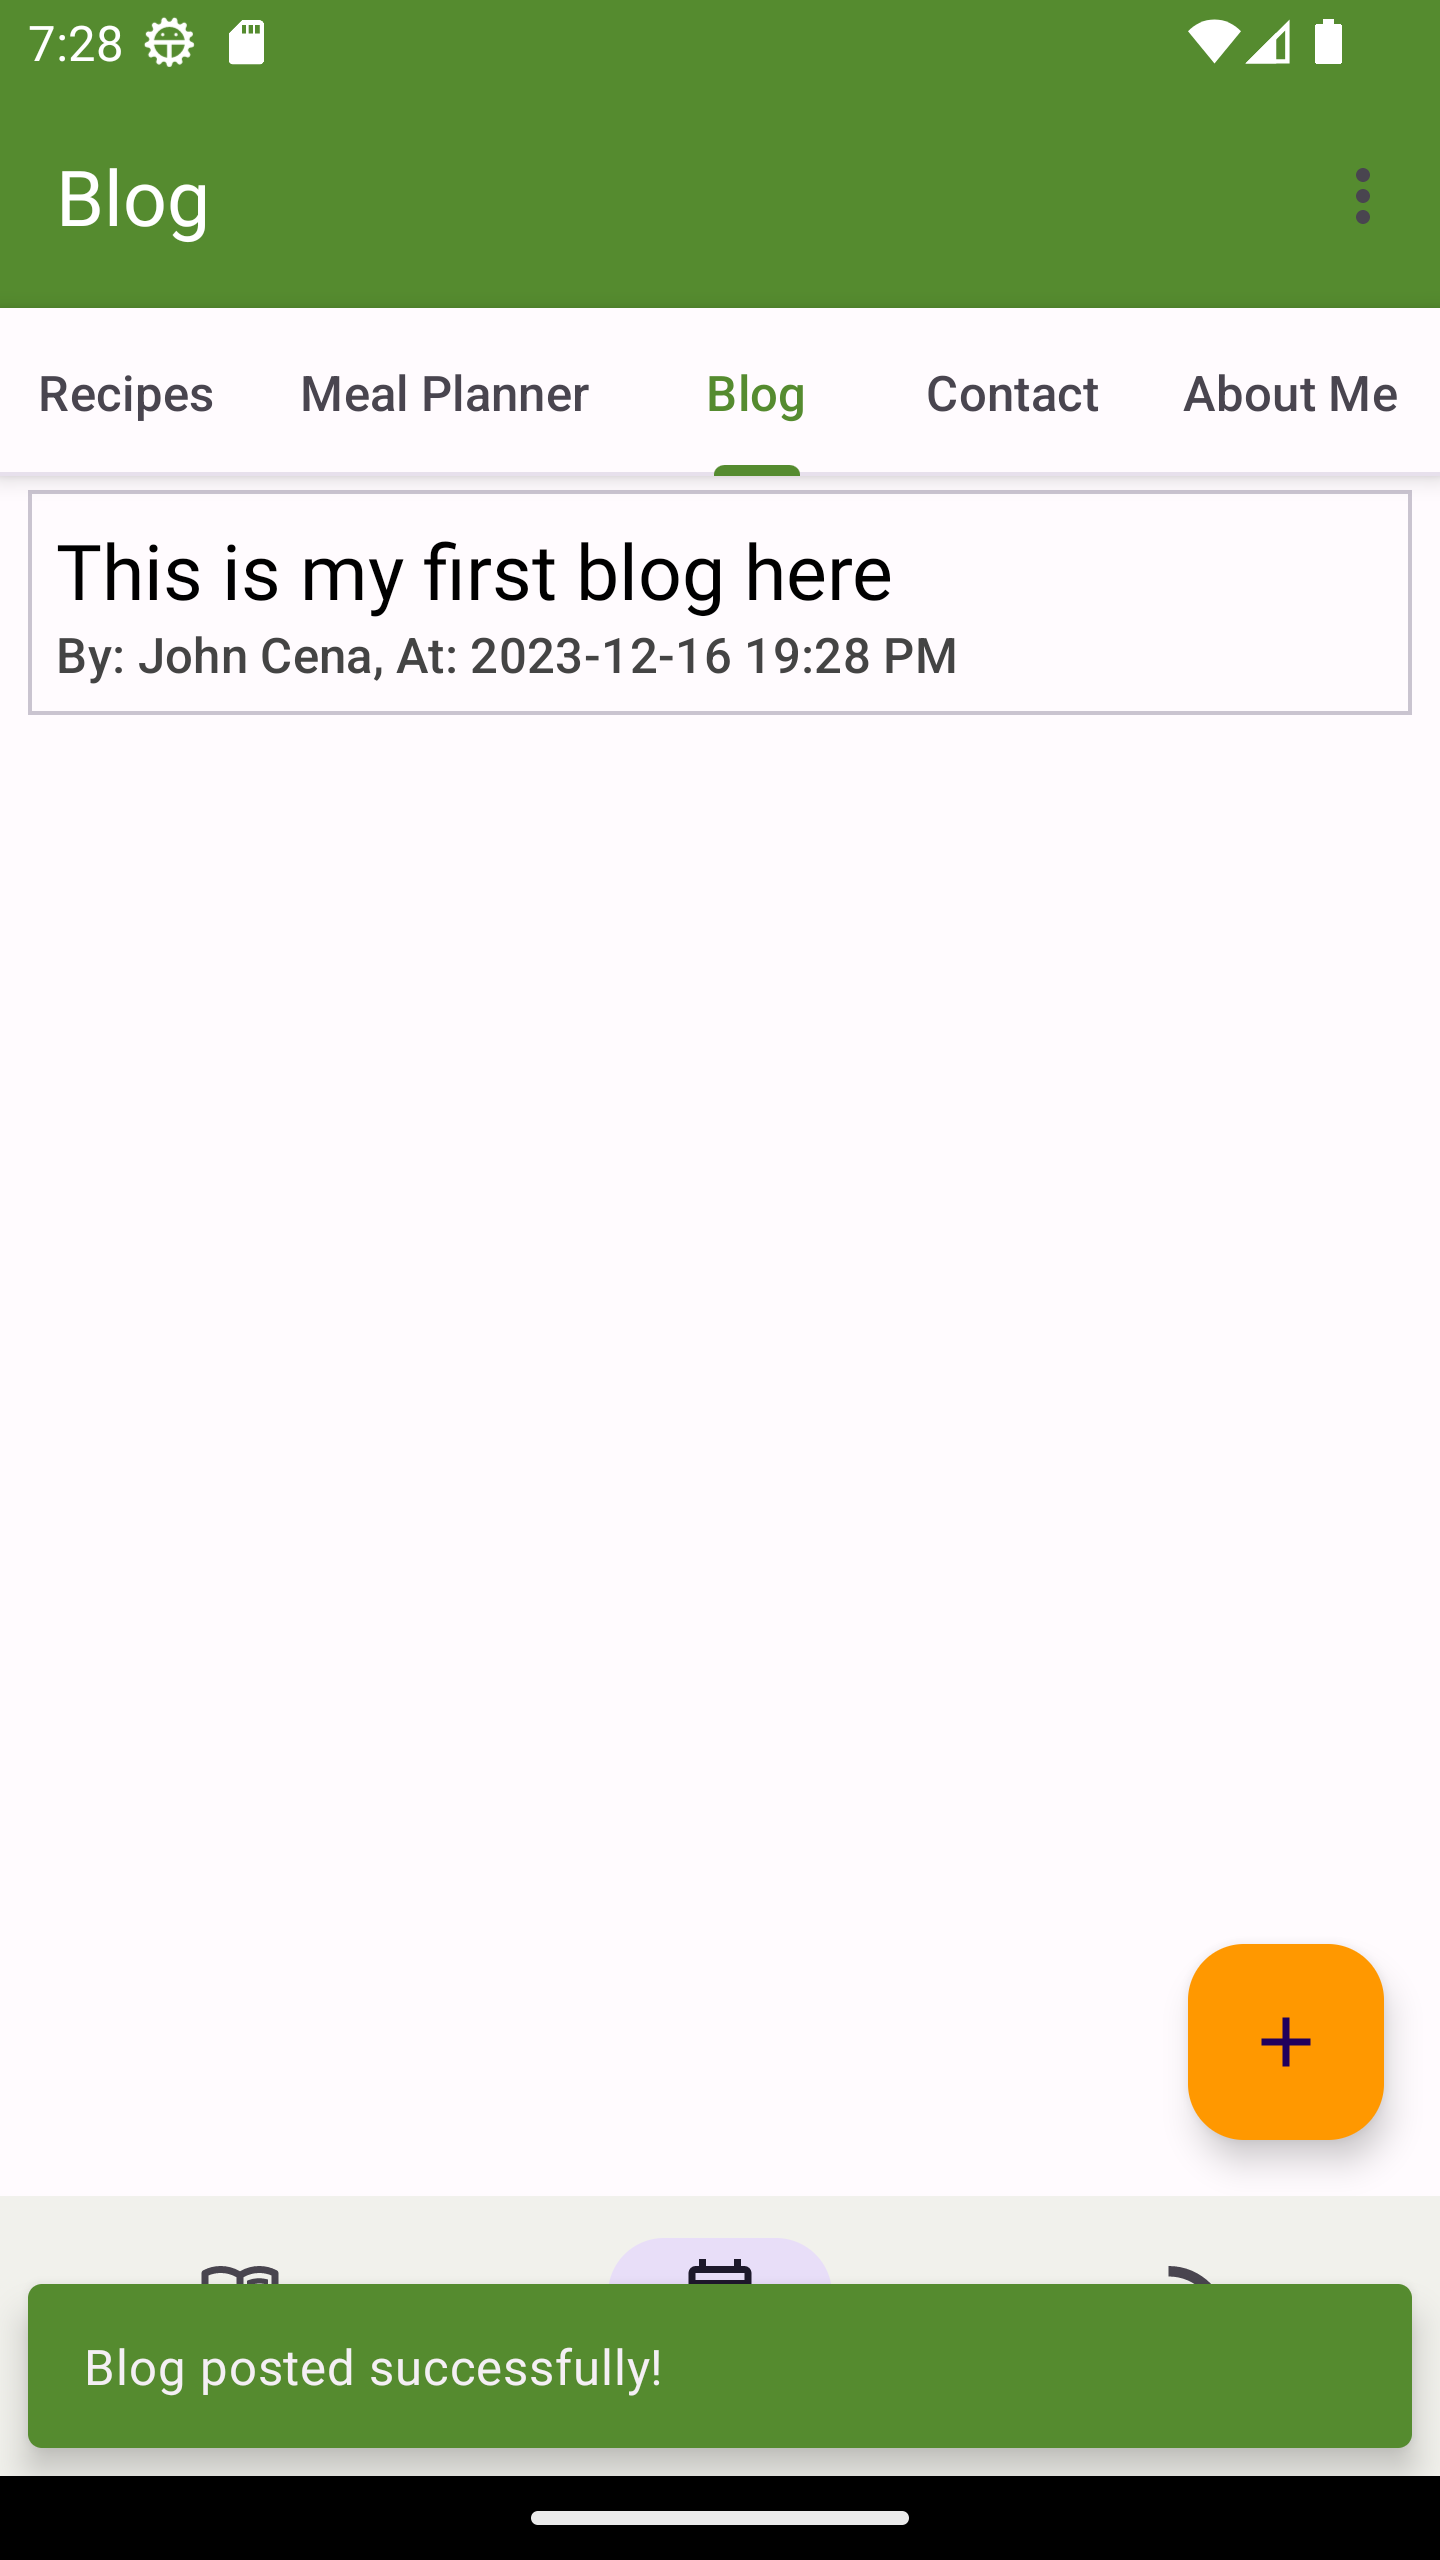 7:28
Blog
Recipes Meal Planner Blog Contact About Me
This is my first blog here
By: John Cena, At: 2023-12-16 19:28 PM
Blog posted successfully!